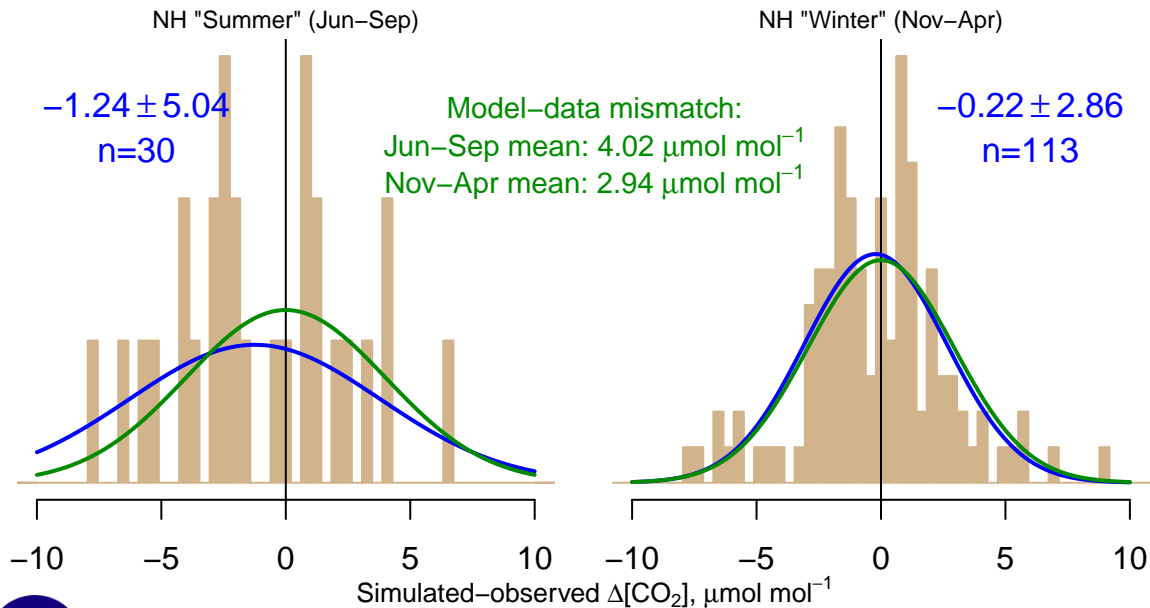 NH "Summer" (Jun−Sep)
NH "Winter" (Nov−Apr)
−1.24 ± 5.04
n=30
Model−data mismatch:
Jun−Sep mean: 4.02 μmol mol⁻¹
Nov−Apr mean: 2.94 μmol mol⁻¹
−0.22 ± 2.86
n=113
−10 −5 0 5 10
−10 −5 0 5 10
Simulated−observed Δ[CO₂], μmol mol⁻¹